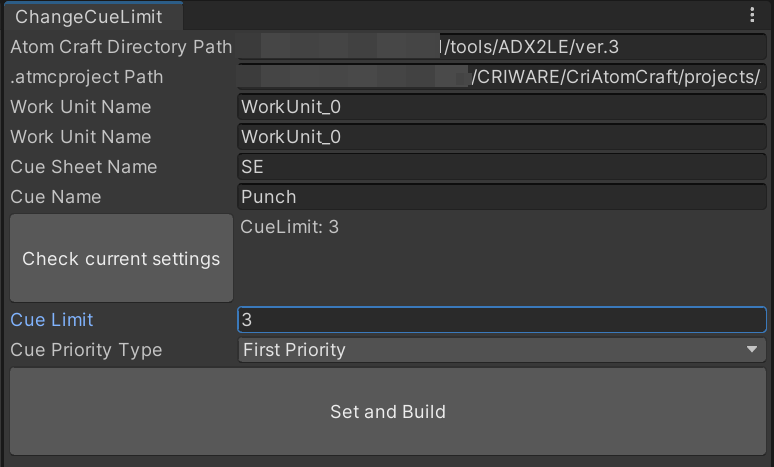 ChangeCueLimit
Atom Craft Directory Path /tools/ADX2LE/ver.3
.atmcproject Path /CRIWARE/CriAtomCraft/projects/
Work Unit Name WorkUnit_0
Work Unit Name WorkUnit_0
Cue Sheet Name SE
Cue Name Punch
Check current settings CueLimit: 3
Cue Limit 3
Cue Priority Type First Priority
Set and Build